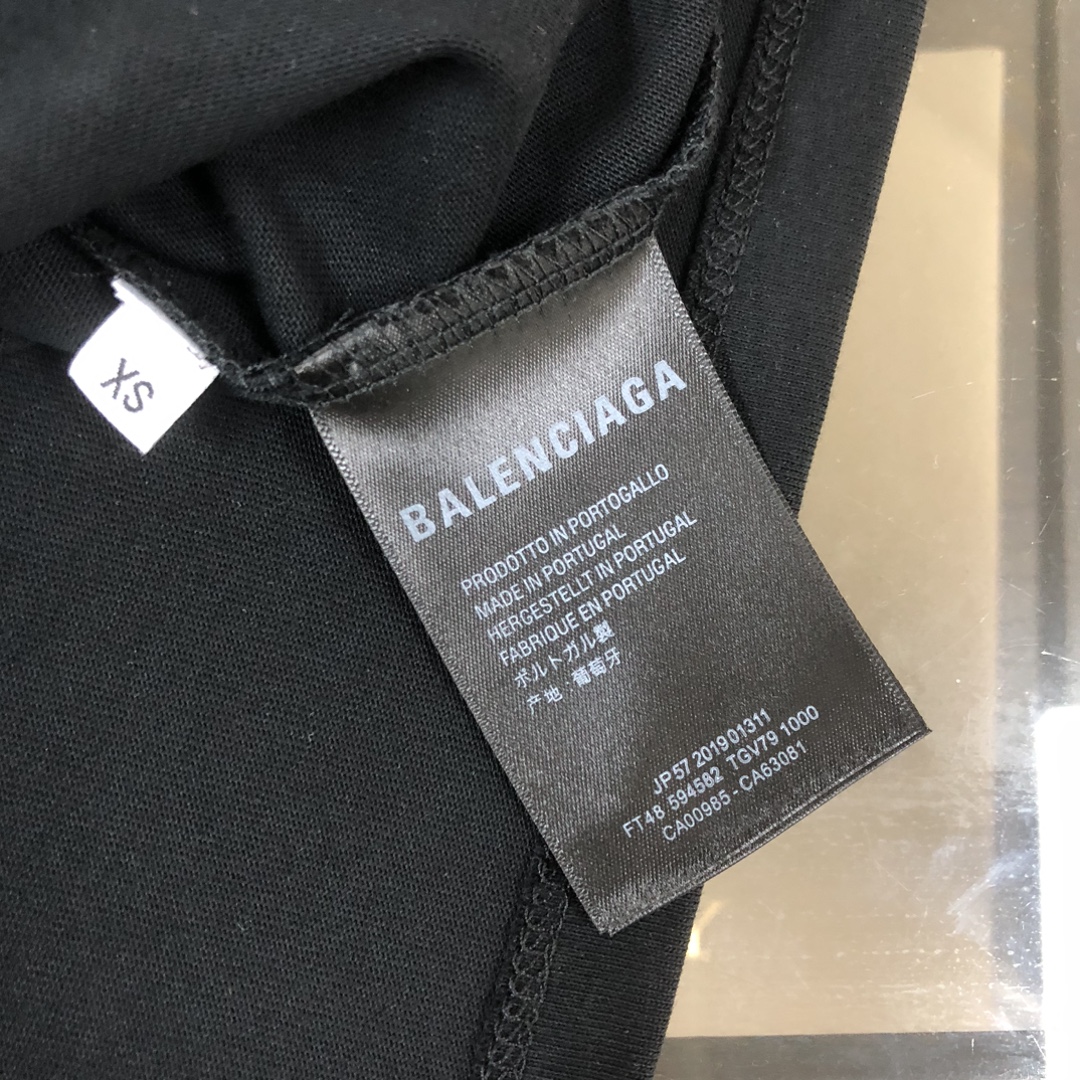 XS
BALENCIAGA
PRODOTTO IN PORTOGALLO
MADE IN PORTUGAL
HERGESTELLT IN PORTUGAL
FABRIQUE EN PORTUGAL
ポルトガル製
产地 葡萄牙
JP57 201901311
FT48 594582 TGV79 1000
CA00985 - CA63081